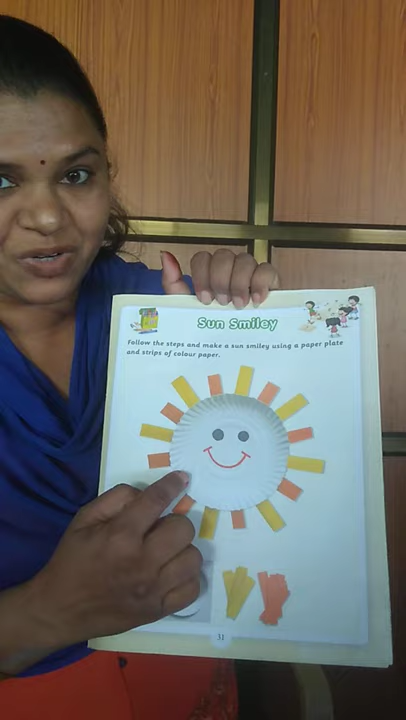 Sun Smiley
Follow the steps and make a sun smiley using a paper plate
and strips of colour paper.
31